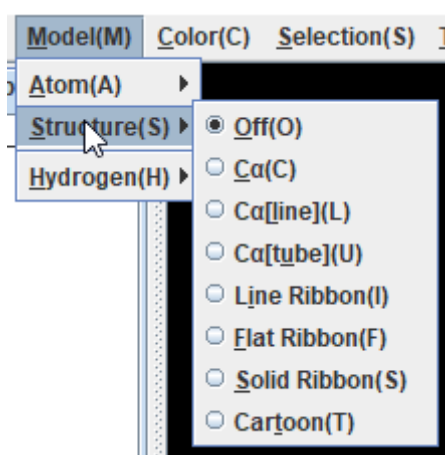 Model(M) Color(C) Selection(S)
Atom(A)
Structure(S)
Hydrogen(H)
Off(O)
Cα(C)
Cα[line](L)
Cα[tube](U)
Line Ribbon(I)
Flat Ribbon(F)
Solid Ribbon(S)
Cartoon(T)